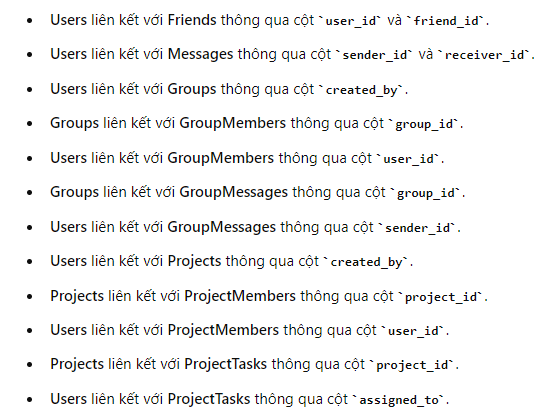 • Users liên kết với Friends thông qua cột `user_id` và `friend_id`.
• Users liên kết với Messages thông qua cột `sender_id` và `receiver_id`.
• Users liên kết với Groups thông qua cột `created_by`.
• Groups liên kết với GroupMembers thông qua cột `group_id`.
• Users liên kết với GroupMembers thông qua cột `user_id`.
• Groups liên kết với GroupMessages thông qua cột `group_id`.
• Users liên kết với GroupMessages thông qua cột `sender_id`.
• Users liên kết với Projects thông qua cột `created_by`.
• Projects liên kết với ProjectMembers thông qua cột `project_id`.
• Users liên kết với ProjectMembers thông qua cột `user_id`.
• Projects liên kết với ProjectTasks thông qua cột `project_id`.
• Users liên kết với ProjectTasks thông qua cột `assigned_to`.